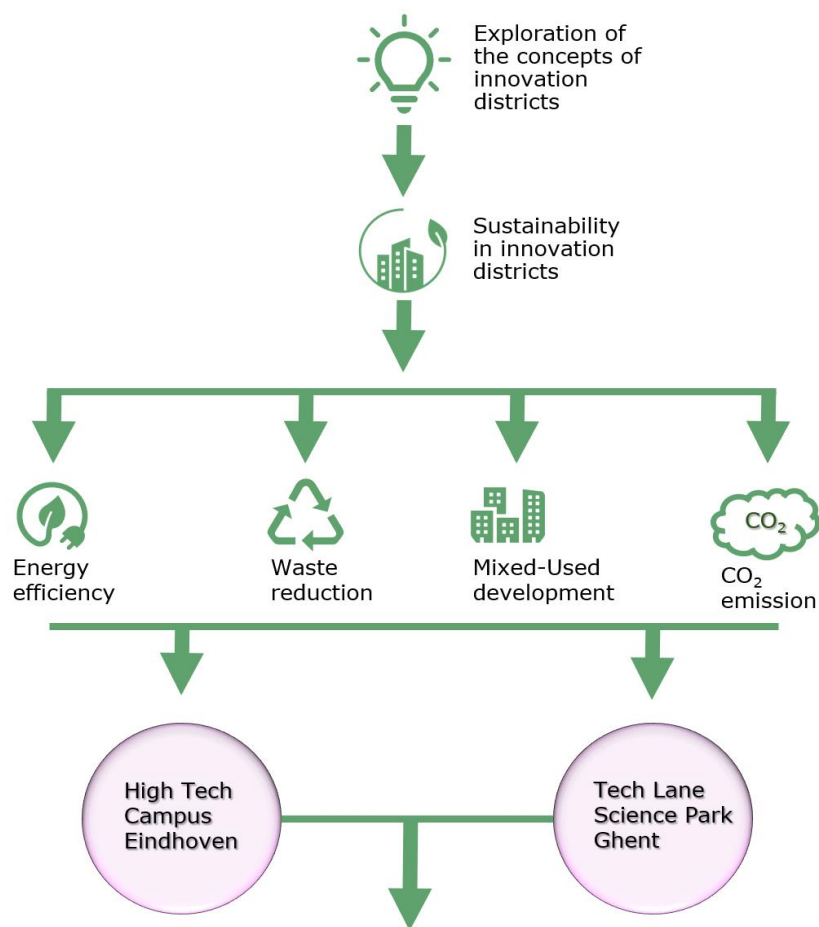 Exploration of
the concepts of
innovation
districts
Sustainability
in innovation
districts
Energy
efficiency
Waste
reduction
Mixed-Used
development
CO₂
CO₂
emission
High Tech
Campus
Eindhoven
Tech Lane
Science Park
Ghent